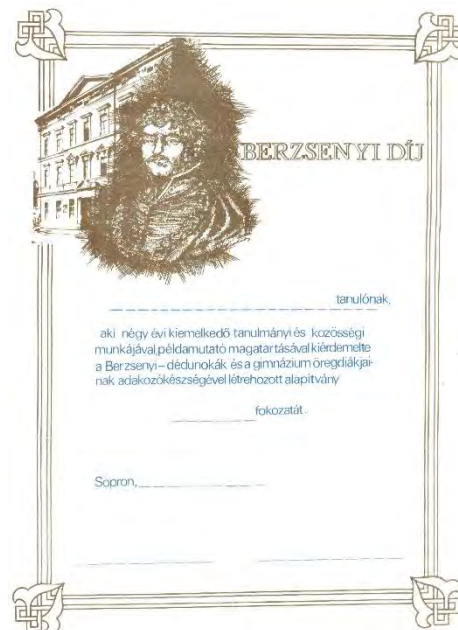 BERZSENYI DÍJ
tanulónak,
aki négy évi kiemelkedő tanulmányi és közösségi
munkájával, példamutató magatartásával kiérdemelte
a Berzsenyi – dédunokák és a gimnázium öregdiákjai-
nak adakozókészségével létrehozott alapítvány
fokozatát.
Sopron,